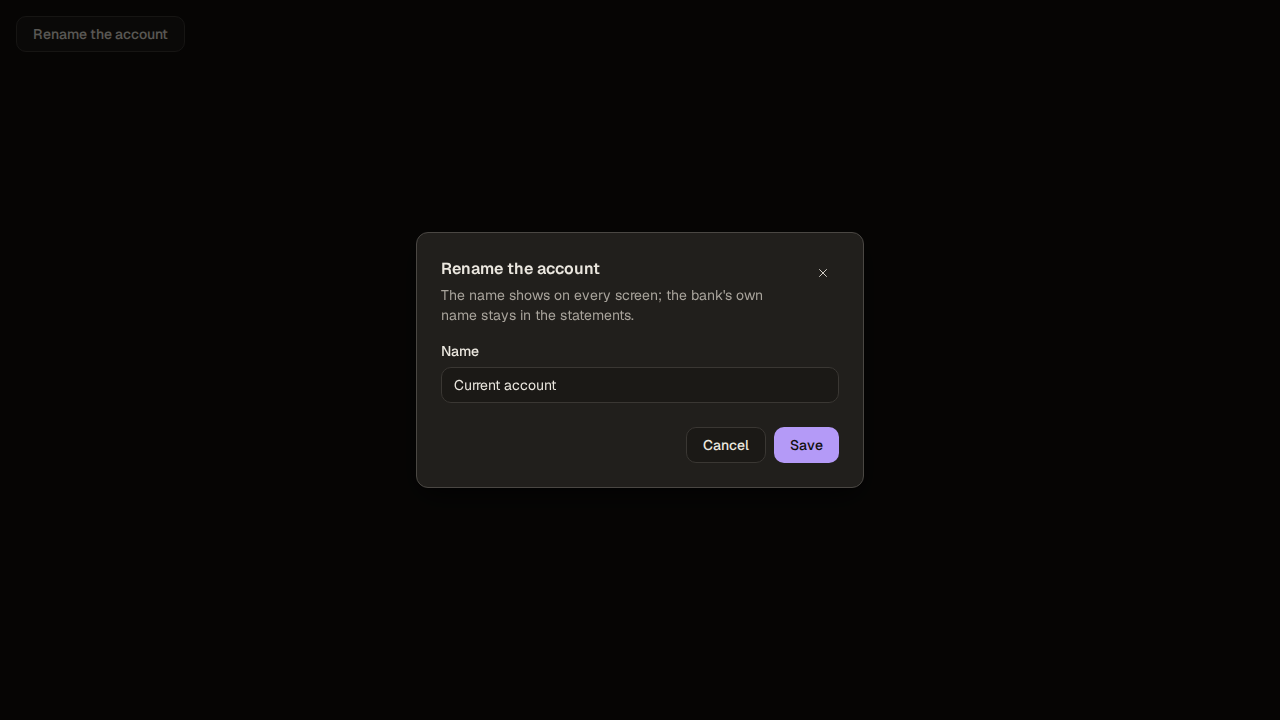 Rename the account
Rename the account
The name shows on every screen; the bank's own
name stays in the statements.
Name
Current account
Cancel
Save